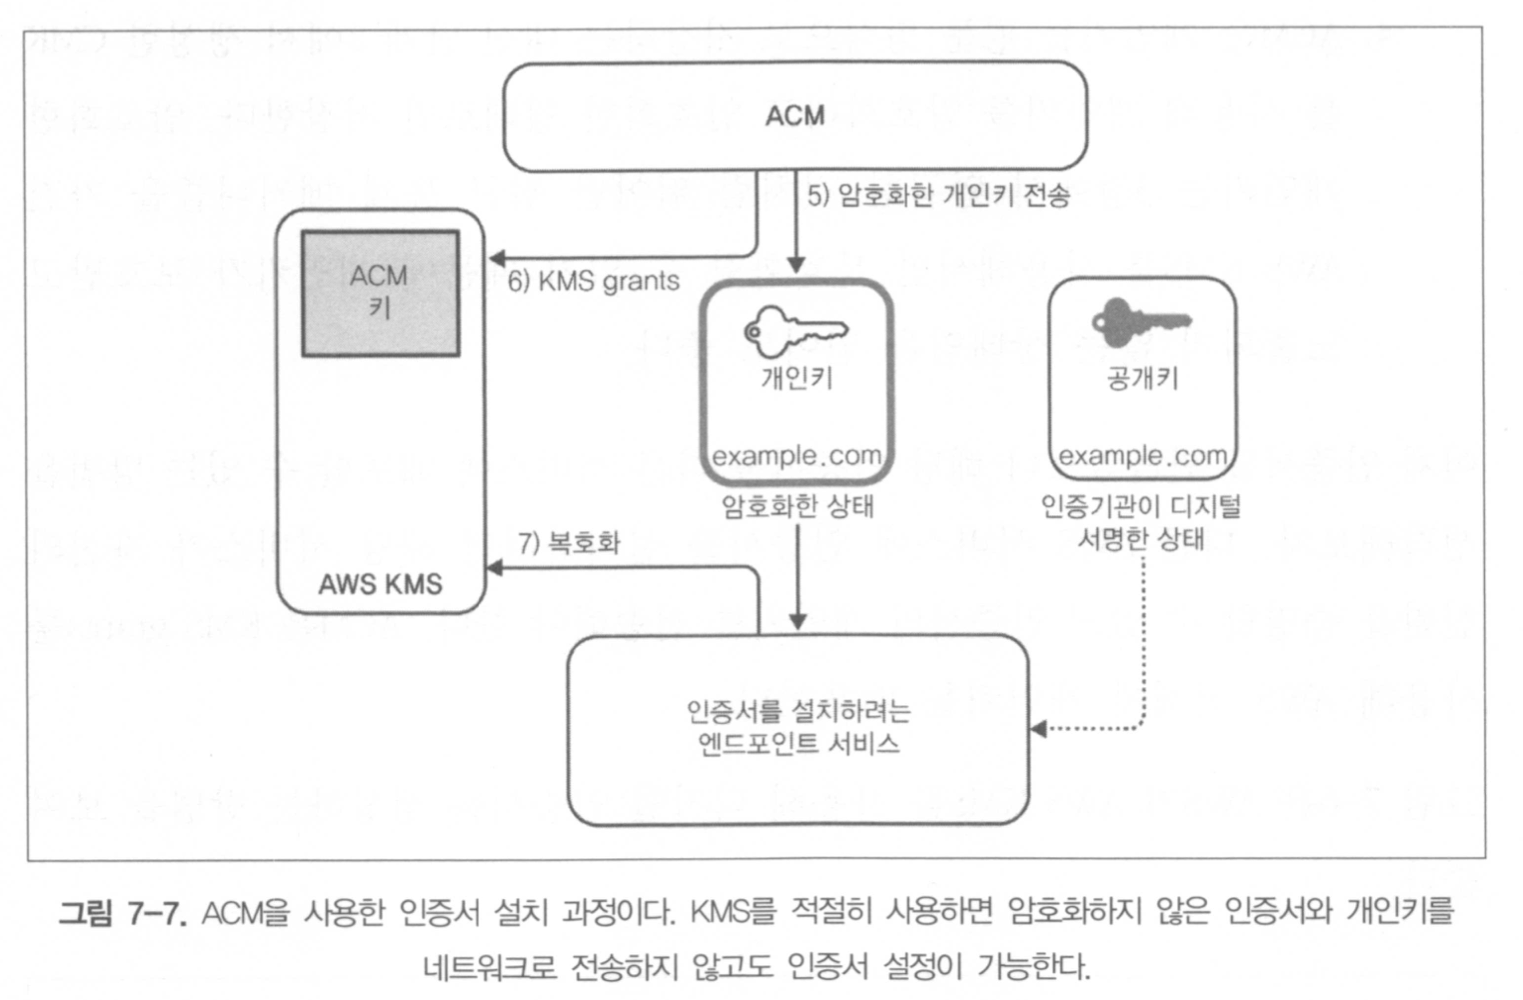 ACM
5) 암호화한 개인키 전송
ACM
키
6) KMS grants
개인키
공개키
example.com
example.com
암호화한 상태
인증기관이 디지털
서명한 상태
7) 복호화
AWS KMS
인증서를 설치하려는
엔드포인트 서비스
그림 7-7. ACM을 사용한 인증서 설치 과정이다. KMS를 적절히 사용하면 암호화하지 않은 인증서와 개인키를
네트워크로 전송하지 않고도 인증서 설정이 가능한다.